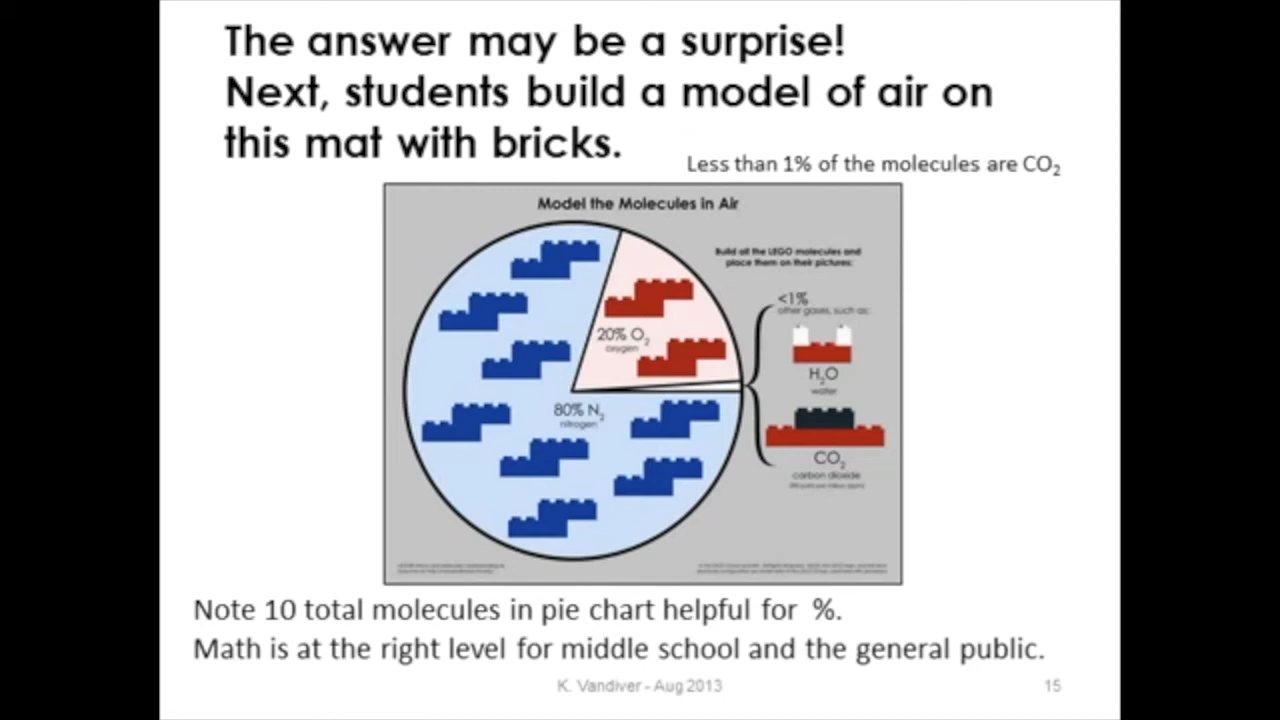 The answer may be a surprise!
Next, students build a model of air on
this mat with bricks.
Less than 1% of the molecules are CO₂
Model the Molecules in Air
Build all the LEGO molecules and
place them on their pictures:
<1%
other gases, such as:
20% O₂
oxygen
H₂O
water
80% N₂
nitrogen
CO₂
carbon dioxide
Note 10 total molecules in pie chart helpful for %.
Math is at the right level for middle school and the general public.
K. Vandiver - Aug 2013
15